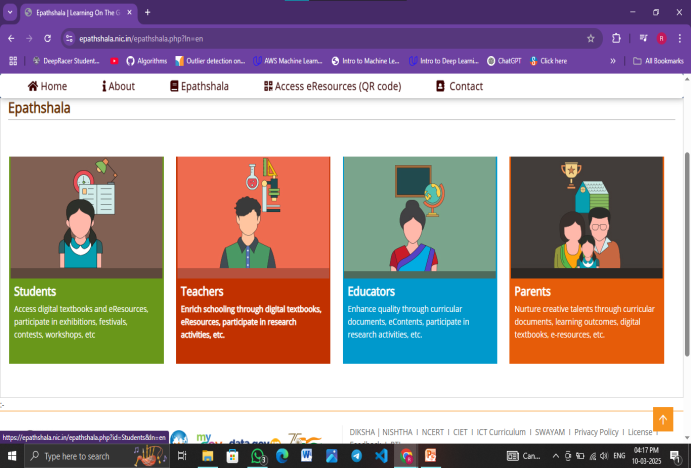 Epathshala | Learning On The G
epathshala.nic.in/epathshala.php?ln=en
R
DeepRacer Student...
Algorithms
Outlier detection on...
AWS Machine Learn...
Intro to Machine Le...
Intro to Deep Learni...
ChatGPT
Click here
All Bookmarks
Home
About
Epathshala
Access eResources (QR code)
Contact
Epathshala
Students
Access digital textbooks and eResources,
participate in exhibitions, festivals,
contests, workshops, etc
Teachers
Enrich schooling through digital textbooks,
eResources, participate in research
activities, etc.
Educators
Enhance quality through curricular
documents, eContents, participate in
research activities, etc.
Parents
Nurture creative talents through curricular
documents, learning outcomes, digital
textbooks, e-resources, etc.
:-
https://epathshala.nic.in/epathshala.php?id=Students&ln=en
DIKSHA | NISHTHA | NCERT | CIET | ICT Curriculum | SWAYAM | Privacy Policy | License |
Type here to search
Can...
ENG
04:17 PM
10-03-2025